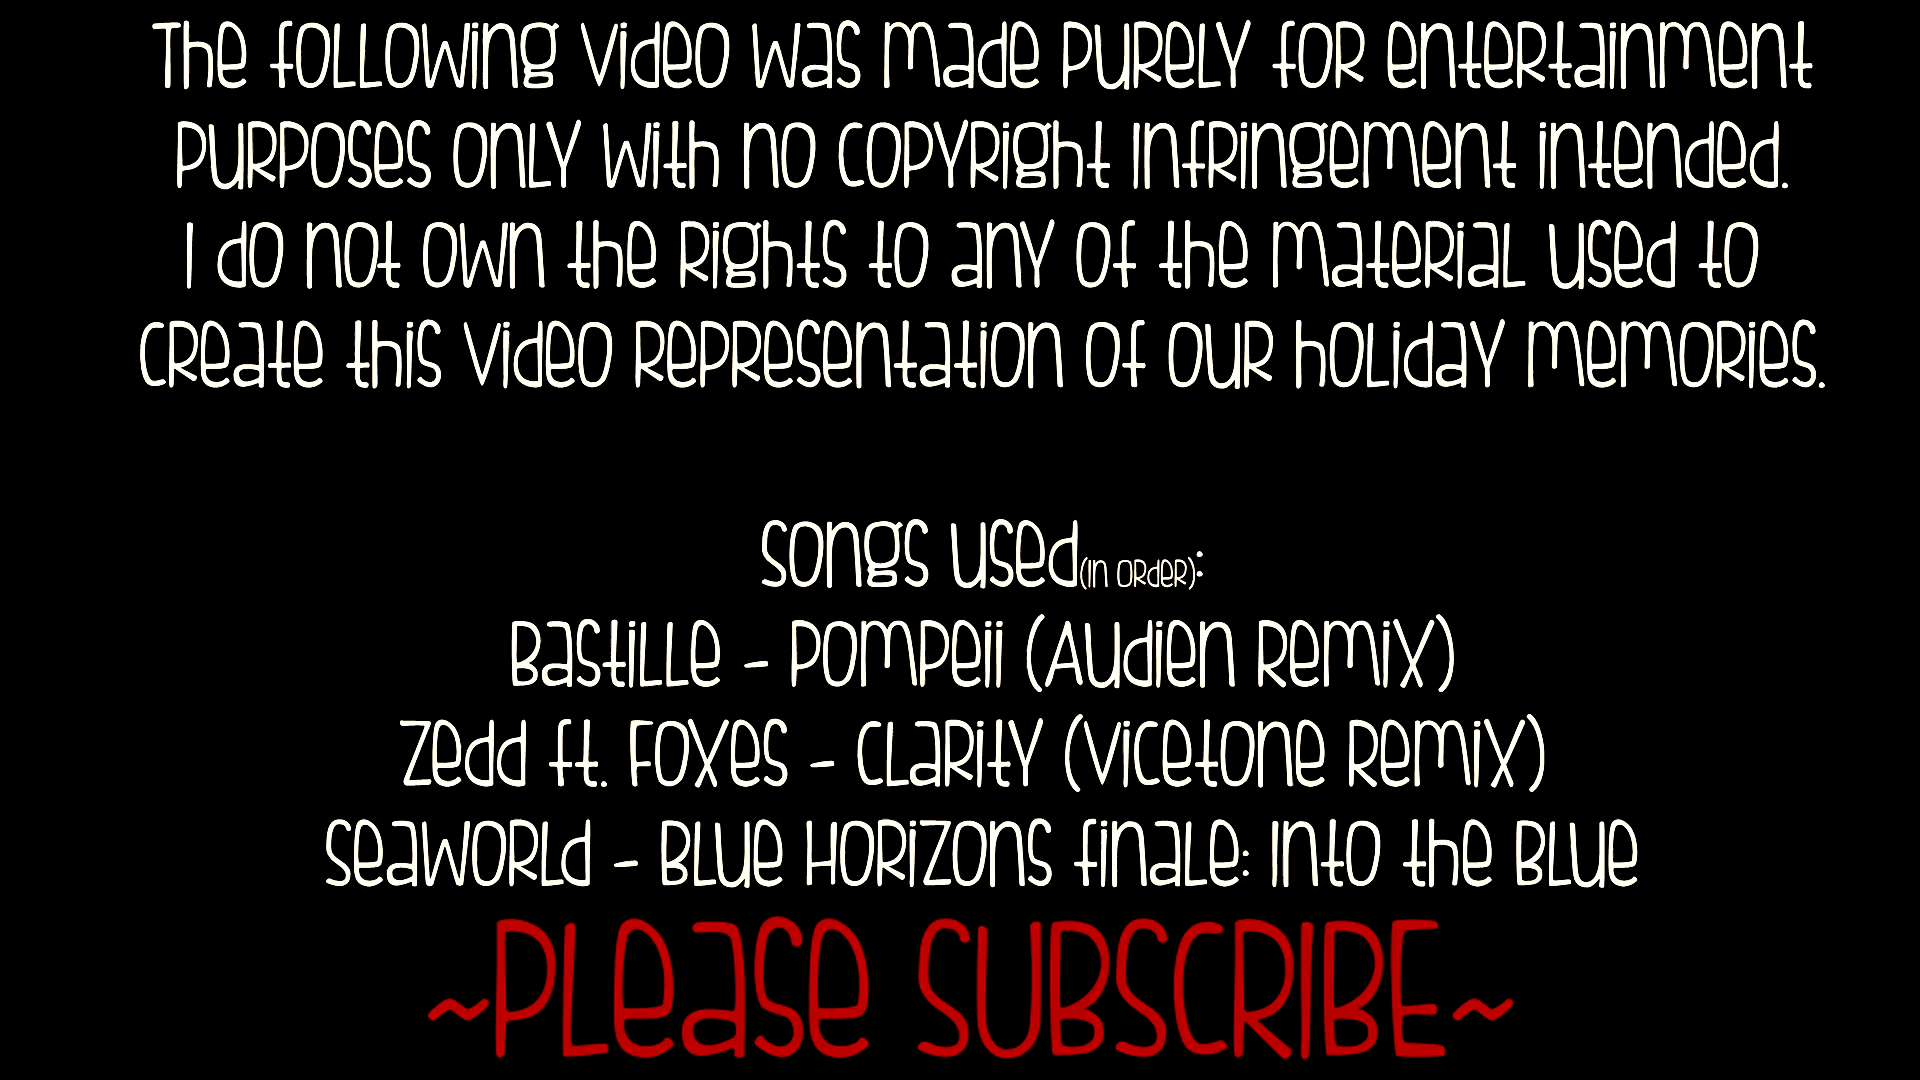 The following video was made purely for entertainment
purposes only with no copyright infringement intended.
I do not own the rights to any of the material used to
create this video representation of our holiday memories.
Songs used(in order):
Bastille - Pompeii (Audien Remix)
Zedd ft. Foxes - Clarity (Vicetone Remix)
Seaworld - Blue Horizons finale: Into the Blue
~Please SUBSCRIBE~